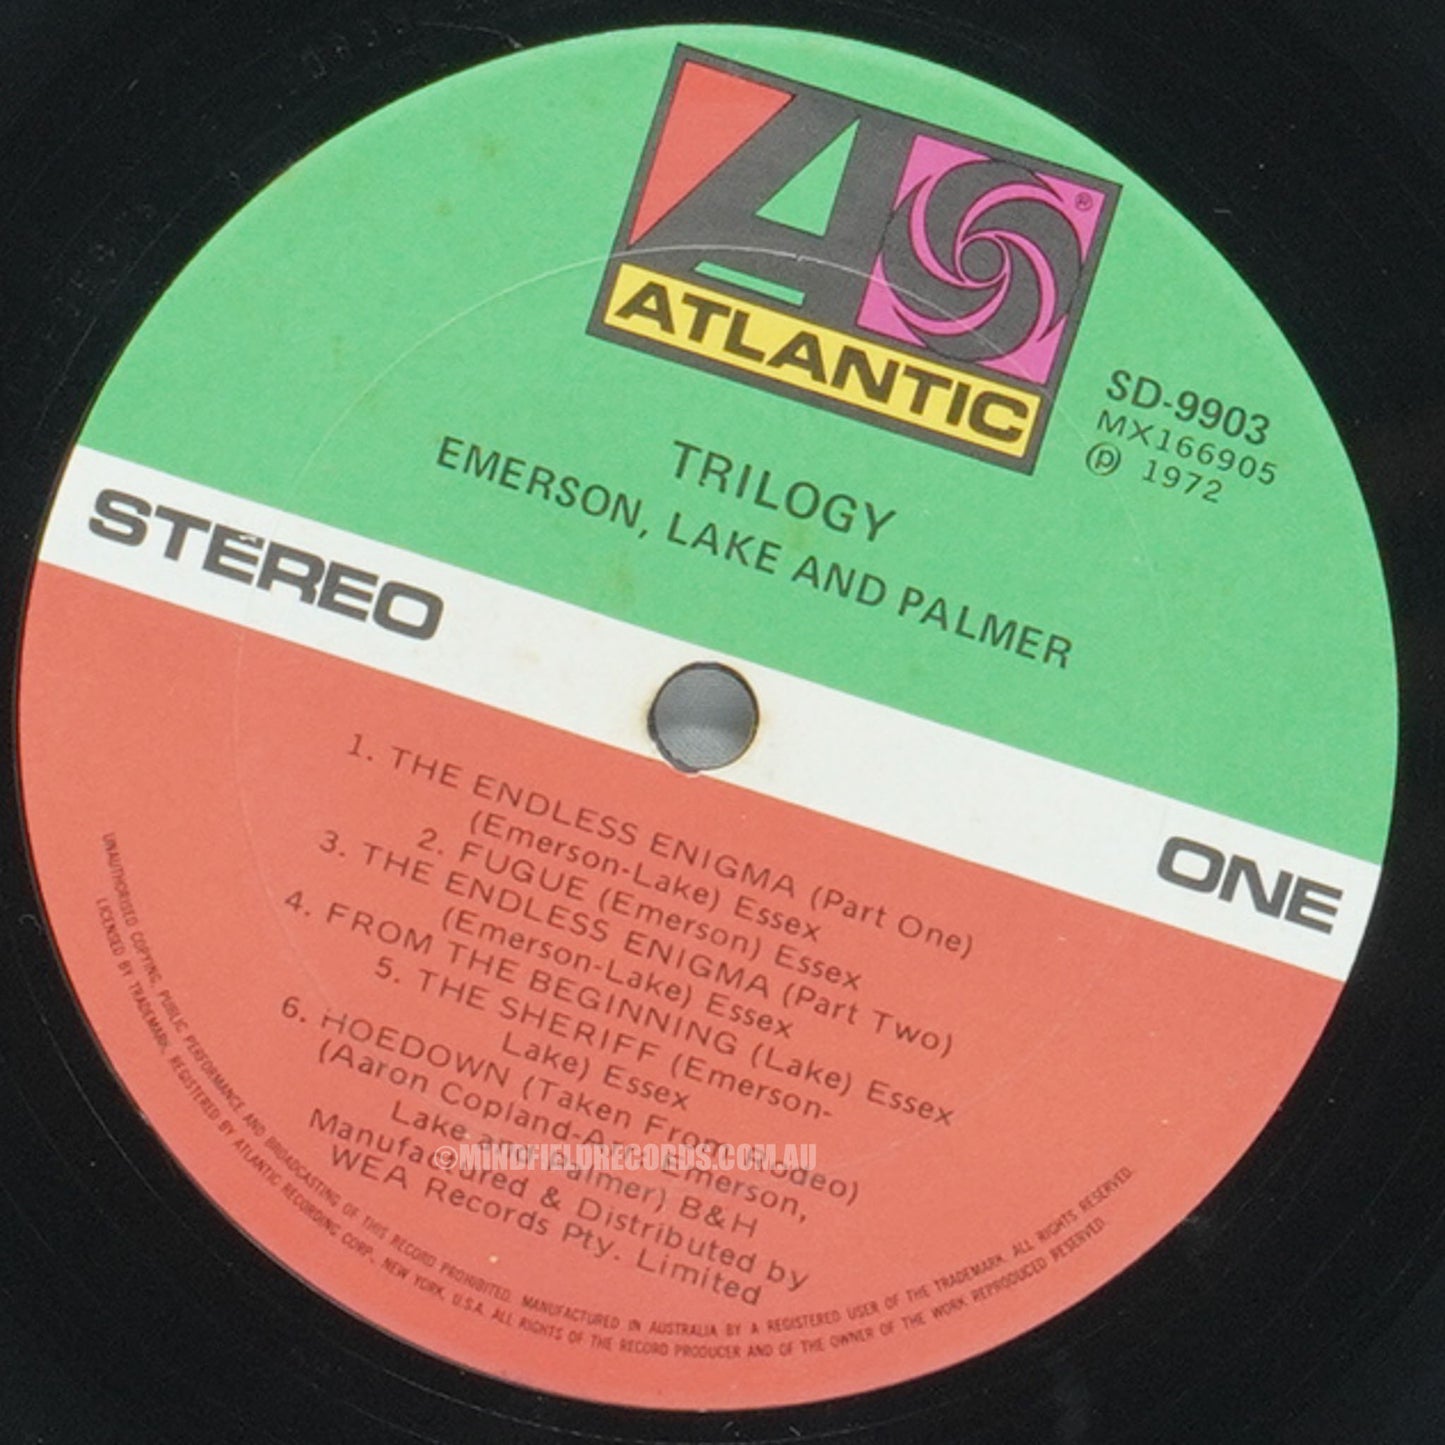 ATLANTIC
®
SD-9903
MX166905
℗ 1972
TRILOGY
EMERSON, LAKE AND PALMER
STEREO
ONE
1. THE ENDLESS ENIGMA (Part One)
(Emerson-Lake) Essex
2. FUGUE (Emerson) Essex
3. THE ENDLESS ENIGMA (Part Two)
(Emerson-Lake) Essex
4. FROM THE BEGINNING (Lake) Essex
5. THE SHERIFF (Emerson-
Lake) Essex
6. HOEDOWN (Taken From Rodeo)
(Aaron Copland-Arr: Emerson,
Lake and Palmer) B&H
Manufactured & Distributed by
WEA Records Pty. Limited
©MINDFIELDRECORDS.COM.AU
UNAUTHORISED COPYING, PUBLIC PERFORMANCE AND BROADCASTING OF THIS RECORD PROHIBITED. MANUFACTURED IN AUSTRALIA BY A REGISTERED USER OF THE TRADEMARK. ALL RIGHTS RESERVED.
LICENSED BY TRADEMARK, REGISTERED BY ATLANTIC RECORDING CORP., NEW YORK, U.S.A. ALL RIGHTS OF THE RECORD PRODUCER AND OF THE OWNER OF THE WORK REPRODUCED RESERVED.